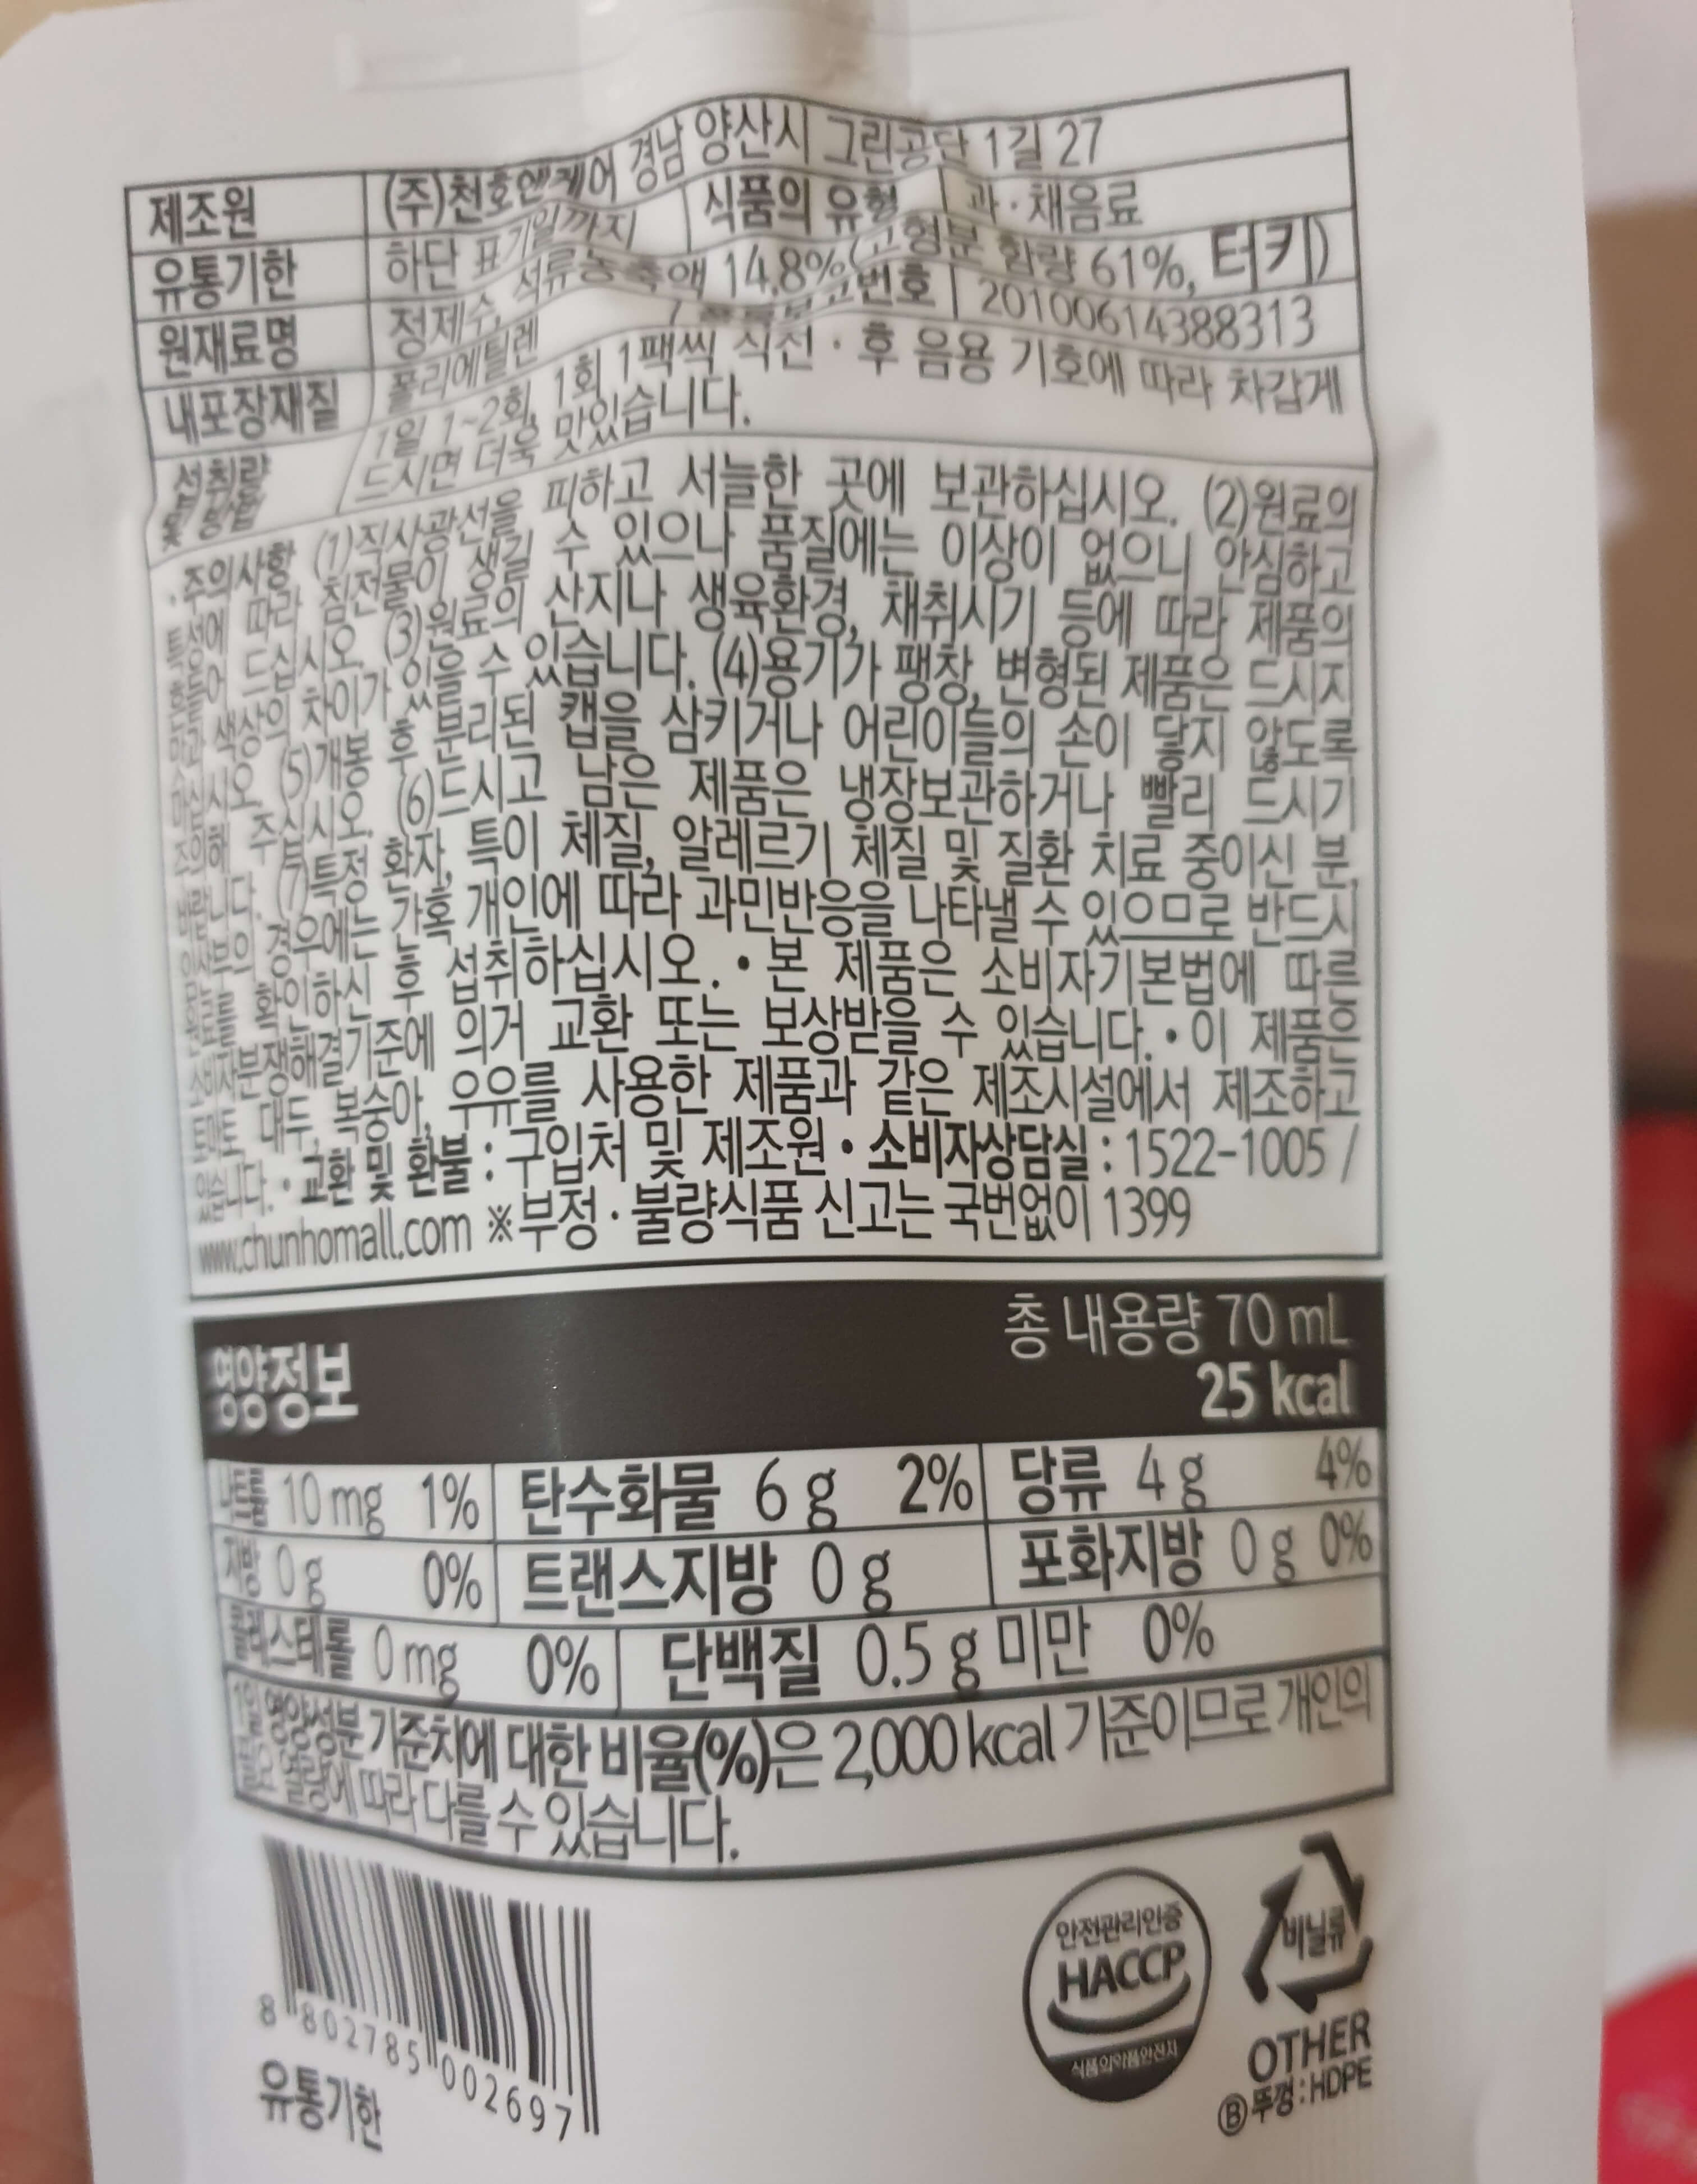 제조원 (주)천호엔케어 경남 양산시 그린공단 1길 27
유통기한 하단 표기일까지 식품의 유형 과·채음료
원재료명 정제수, 석류농축액 14.8%(고형분 함량 61%, 터키)
내포장재질 폴리에틸렌 품목보고번호 20100614388313
섭취량 및 방법 1일 1~2회, 1회 1팩씩 식전·후 음용 기호에 따라 차갑게
드시면 더욱 맛있습니다.
·주의사항 (1)직사광선을 피하고 서늘한 곳에 보관하십시오. (2)원료의
특성에 따라 침전물이 생길 수 있으나 품질에는 이상이 없으니 안심하고
흔들어 드십시오. (3)원료의 산지나 생육환경, 채취시기 등에 따라 제품의
맛과 색상의 차이가 있을 수 있습니다. (4)용기가 팽창, 변형된 제품은 드시지
마십시오. (5)개봉 후 분리된 캡을 삼키거나 어린이들의 손이 닿지 않도록
주의해 주십시오. (6)드시고 남은 제품은 냉장보관하거나 빨리 드시기
바랍니다. (7)특정 환자, 특이 체질, 알레르기 체질 및 질환 치료 중이신 분,
임산부의 경우에는 간혹 개인에 따라 과민반응을 나타낼 수 있으므로 반드시
원료를 확인하신 후 섭취하십시오. • 본 제품은 소비자기본법에 따른
소비자분쟁해결기준에 의거 교환 또는 보상받을 수 있습니다. • 이 제품은
토마토, 대두, 복숭아, 우유를 사용한 제품과 같은 제조시설에서 제조하고
있습니다. • 교환 및 환불 : 구입처 및 제조원 • 소비자상담실 : 1522-1005 /
www.chunhomall.com ※부정·불량식품 신고는 국번없이 1399
영양정보 총 내용량 70 mL
25 kcal
나트륨 10 mg 1% 탄수화물 6 g 2% 당류 4 g 4%
지방 0 g 0% 트랜스지방 0 g 포화지방 0 g 0%
콜레스테롤 0 mg 0% 단백질 0.5 g 미만 0%
1일 영양성분 기준치에 대한 비율(%)은 2,000 kcal 기준이므로 개인의
필요 열량에 따라 다를 수 있습니다.
8 802785 002697
유통기한
안전관리인증
HACCP
식품의약품안전처
비닐류
OTHER
Ⓑ뚜껑:HDPE